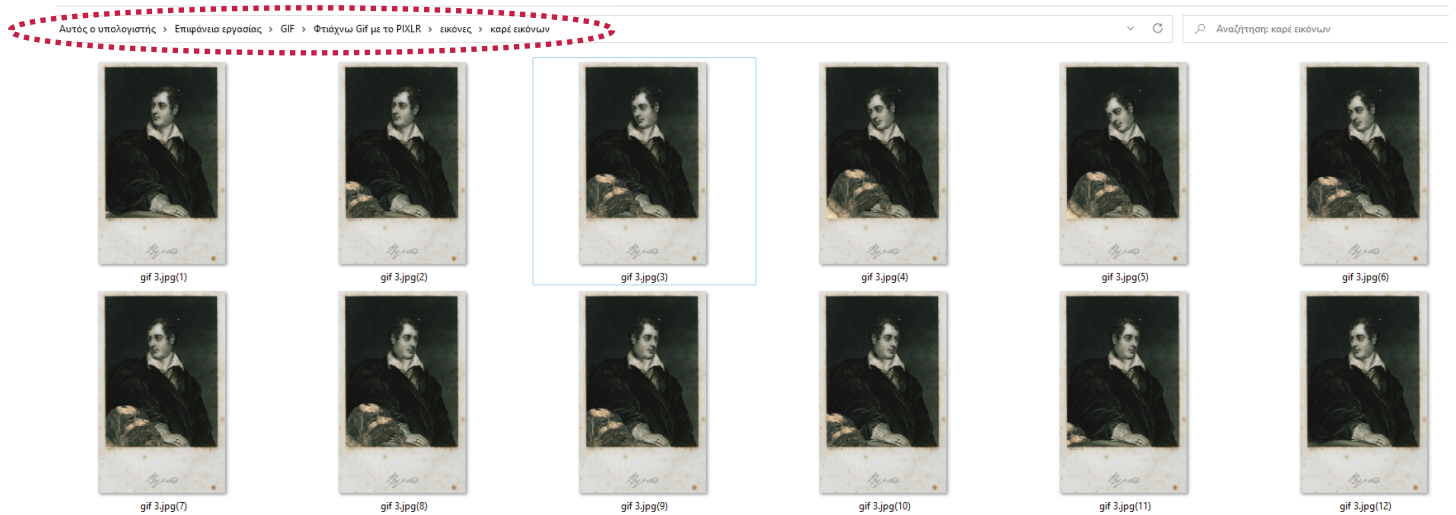 Αυτός ο υπολογιστής › Επιφάνεια εργασίας › GIF › Φτιάχνω Gif με το PIXLR › εικόνες › καρέ εικόνων
Αναζήτηση: καρέ εικόνων
gif 3.jpg(1) gif 3.jpg(2) gif 3.jpg(3) gif 3.jpg(4) gif 3.jpg(5) gif 3.jpg(6)
gif 3.jpg(7) gif 3.jpg(8) gif 3.jpg(9) gif 3.jpg(10) gif 3.jpg(11) gif 3.jpg(12)